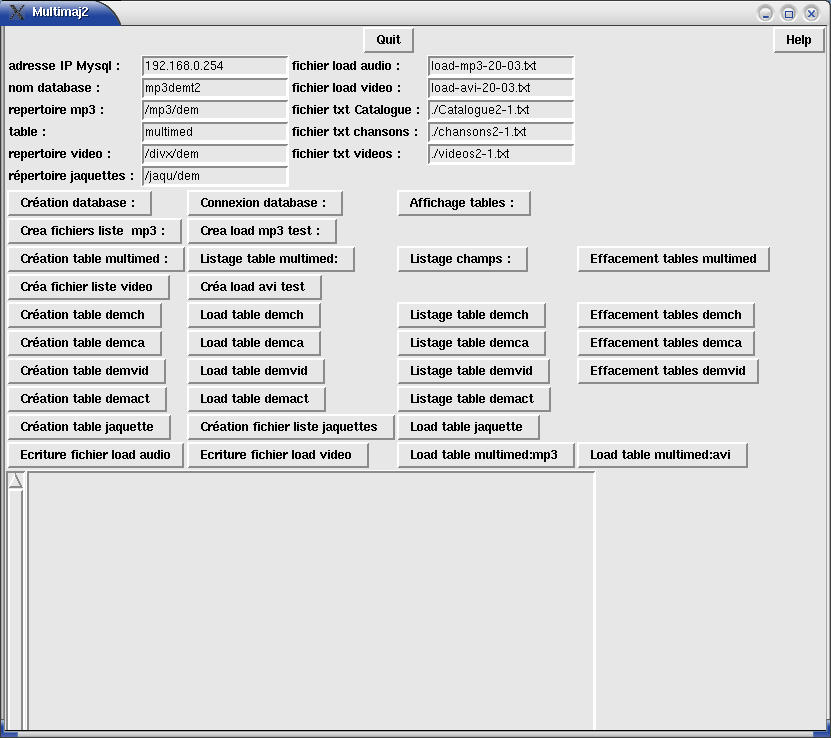 Multimaj2
Quit Help
adresse IP Mysql : 192.168.0.254 fichier load audio : load-mp3-20-03.txt
nom database : mp3demt2 fichier load video : load-avi-20-03.txt
repertoire mp3 : /mp3/dem fichier txt Catalogue : ./Catalogue2-1.txt
table : multimed fichier txt chansons : ./chansons2-1.txt
repertoire video : /divx/dem fichier txt videos : ./videos2-1.txt
répertoire jaquettes : /jaqu/dem
Création database : Connexion database : Affichage tables :
Crea fichiers liste mp3 : Crea load mp3 test :
Création table multimed : Listage table multimed: Listage champs : Effacement tables multimed
Créa fichier liste video Créa load avi test
Création table demch Load table demch Listage table demch Effacement tables demch
Création table demca Load table demca Listage table demca Effacement tables demca
Création table demvid Load table demvid Listage table demvid Effacement tables demvid
Création table demact Load table demact Listage table demact
Création table jaquette Création fichier liste jaquettes Load table jaquette
Ecriture fichier load audio Ecriture fichier load video Load table multimed:mp3 Load table multimed:avi